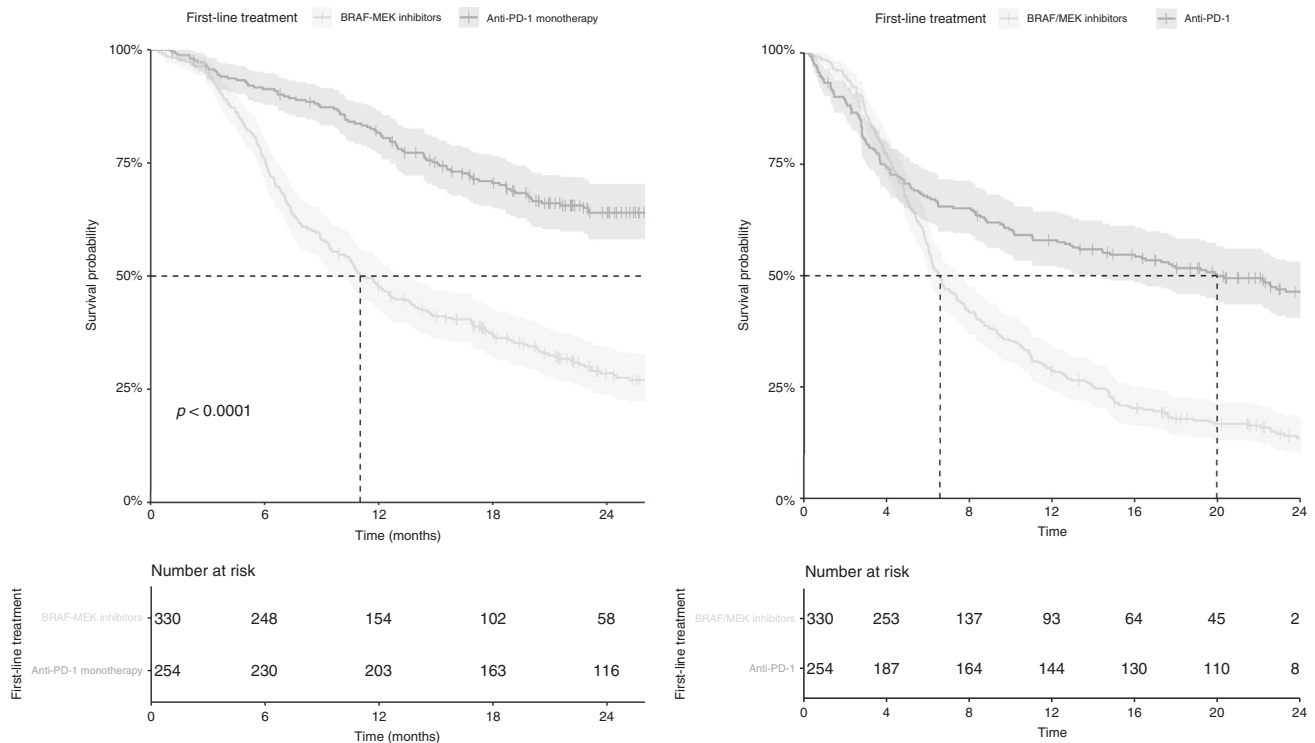 First-line treatment BRAF-MEK inhibitors Anti-PD-1 monotherapy
100%
75%
50%
25%
0%
Survival probability
p < 0.0001
0 6 12 18 24
Time (months)
Number at risk
First-line treatment
BRAF-MEK inhibitors 330 248 154 102 58
Anti-PD-1 monotherapy 254 230 203 163 116
0 6 12 18 24
Time (months)
First-line treatment BRAF/MEK inhibitors Anti-PD-1
100%
75%
50%
25%
0%
Survival probability
0 4 8 12 16 20 24
Time
Number at risk
First-line treatment
BRAF/MEK inhibitors 330 253 137 93 64 45 2
Anti-PD-1 254 187 164 144 130 110 8
0 4 8 12 16 20 24
Time